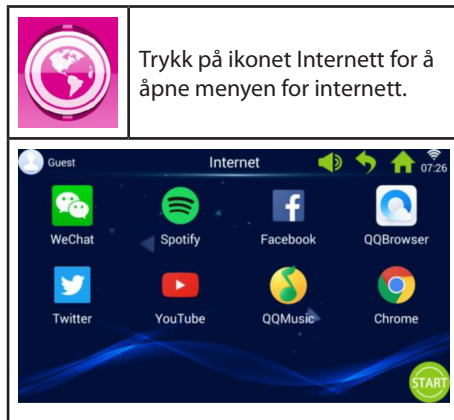 Trykk på ikonet Internett for å
åpne menyen for internett.
Guest
Internet
07:26
WeChat
Spotify
Facebook
QQBrowser
Twitter
YouTube
QQMusic
Chrome
START